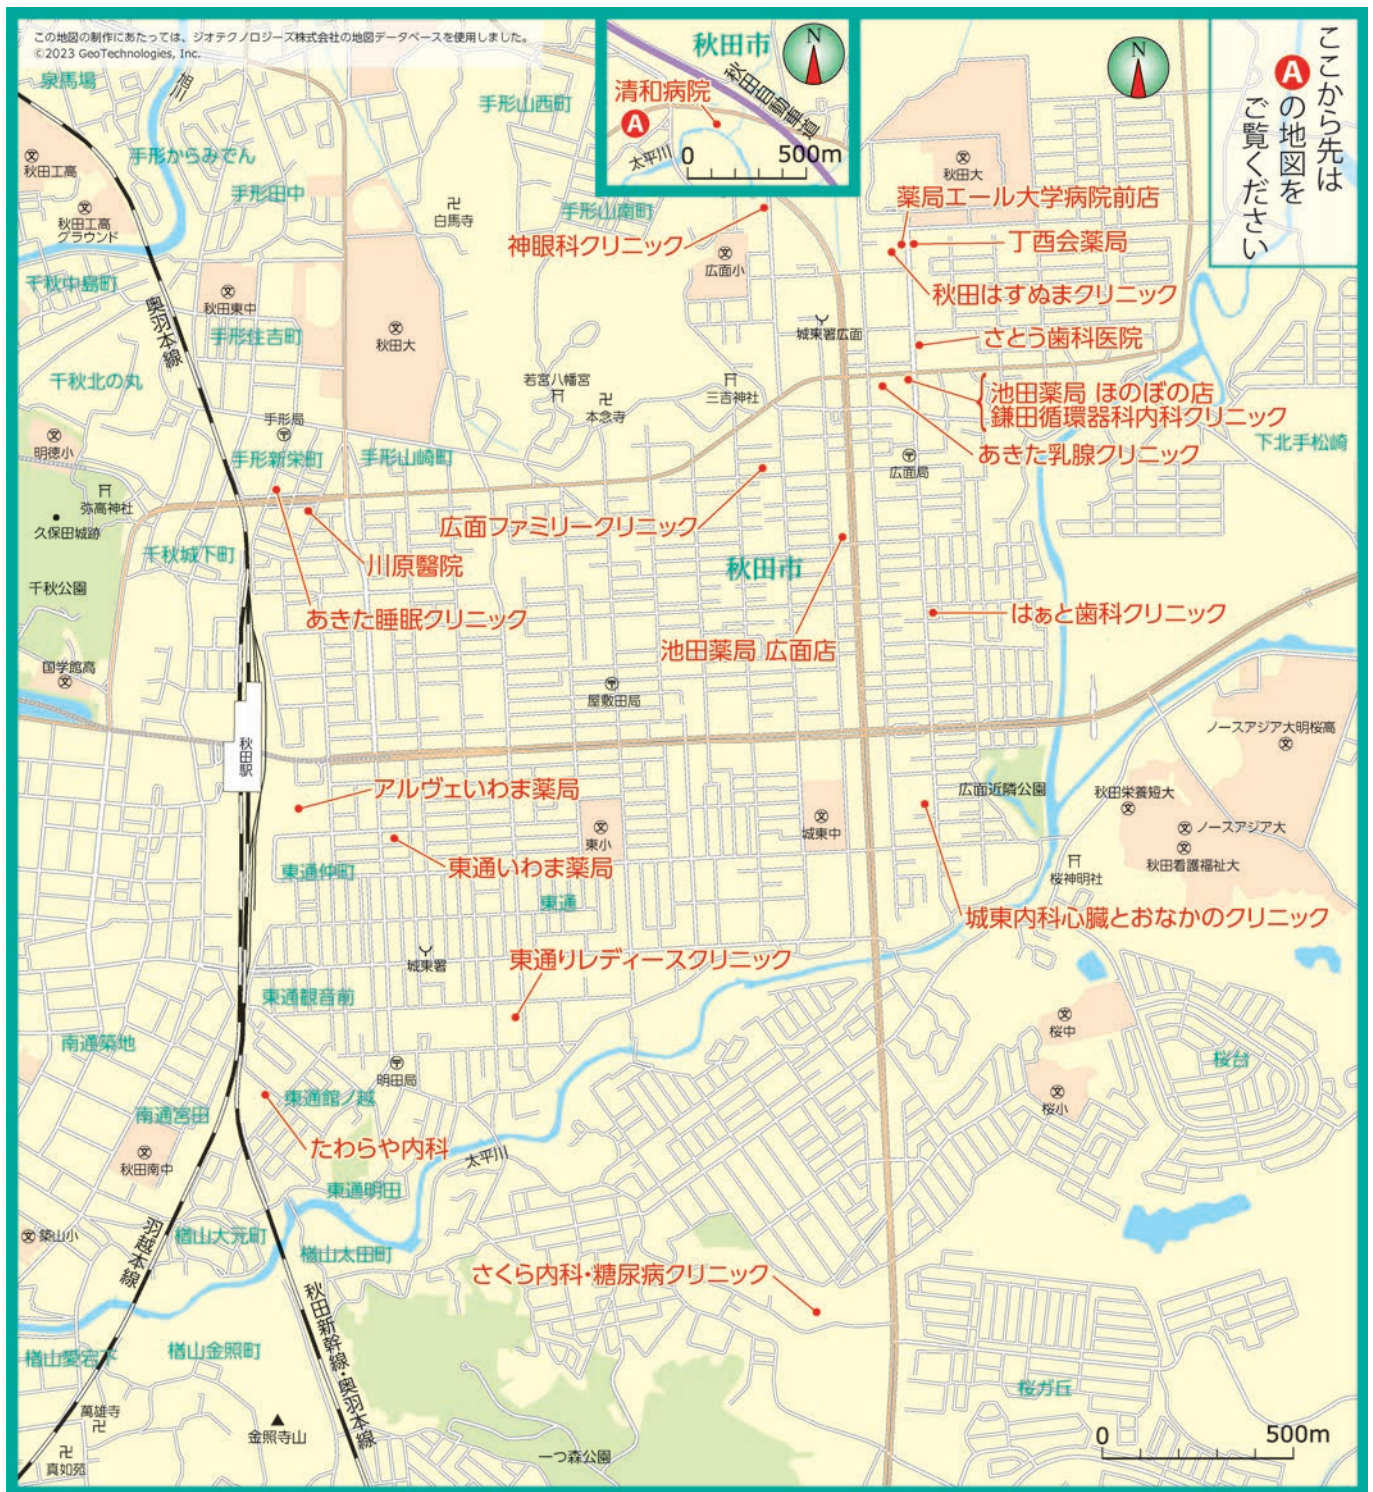 この地図の制作にあたっては、ジオテクノロジーズ株式会社の地図データベースを使用しました。
©2023 GeoTechnologies, Inc.
秋田市
N
清和病院
A
秋田自動車道
太平川
0 500m
N
ここから先は
Aの地図を
ご覧ください
泉馬場
旭川
手形山西町
手形からみでん
秋田工高
手形田中
秋田工高
グラウンド
白馬寺
手形山南町
神眼科クリニック
広面小
秋田大
薬局エール大学病院前店
丁酉会薬局
秋田はすぬまクリニック
千秋中島町
秋田東中
奥羽本線
手形住吉町
秋田大
城東署広面
さとう歯科医院
千秋北の丸
若宮八幡宮
本念寺
三吉神社
池田薬局 ほのぼの店
鎌田循環器科内科クリニック
手形局
明徳小
手形新栄町
手形山崎町
広面局
あきた乳腺クリニック
下北手松崎
弥高神社
久保田城跡
広面ファミリークリニック
千秋城下町
川原醫院
秋田市
千秋公園
あきた睡眠クリニック
はぁと歯科クリニック
池田薬局 広面店
国学館高
屋敷田局
秋田駅
ノースアジア大明桜高
アルヴェいわま薬局
広面近隣公園
秋田栄養短大
東小
城東中
ノースアジア大
東通仲町
東通いわま薬局
桜神明社
秋田看護福祉大
東通
城東内科心臓とおなかのクリニック
城東署
東通りレディースクリニック
東通観音前
桜中
南通築地
桜台
明田局
東通館ノ越
桜小
南通宮田
たわらや内科
秋田南中
太平川
東通明田
築山小
羽越本線
楢山大元町
楢山太田町
さくら内科・糖尿病クリニック
秋田新幹線・奥羽本線
楢山愛宕下
楢山金照町
桜ガ丘
萬雄寺
金照寺山
真如苑
一つ森公園
0 500m